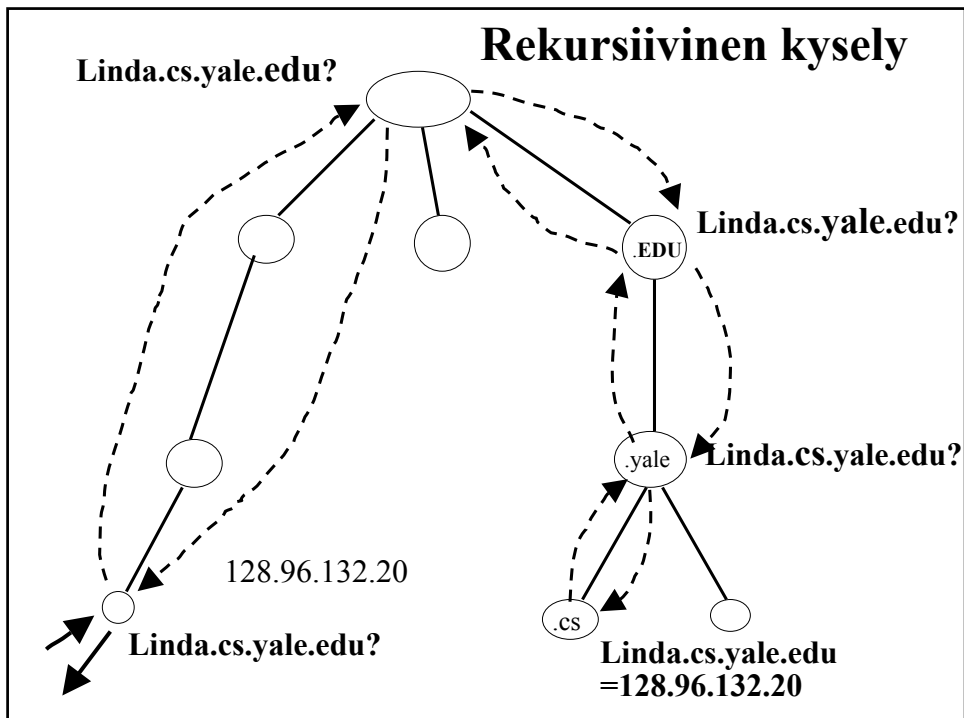 Rekursiivinen kysely
Linda.cs.yale.edu?
Linda.cs.yale.edu?
.EDU
.yale
Linda.cs.yale.edu?
128.96.132.20
.cs
Linda.cs.yale.edu?
Linda.cs.yale.edu
=128.96.132.20